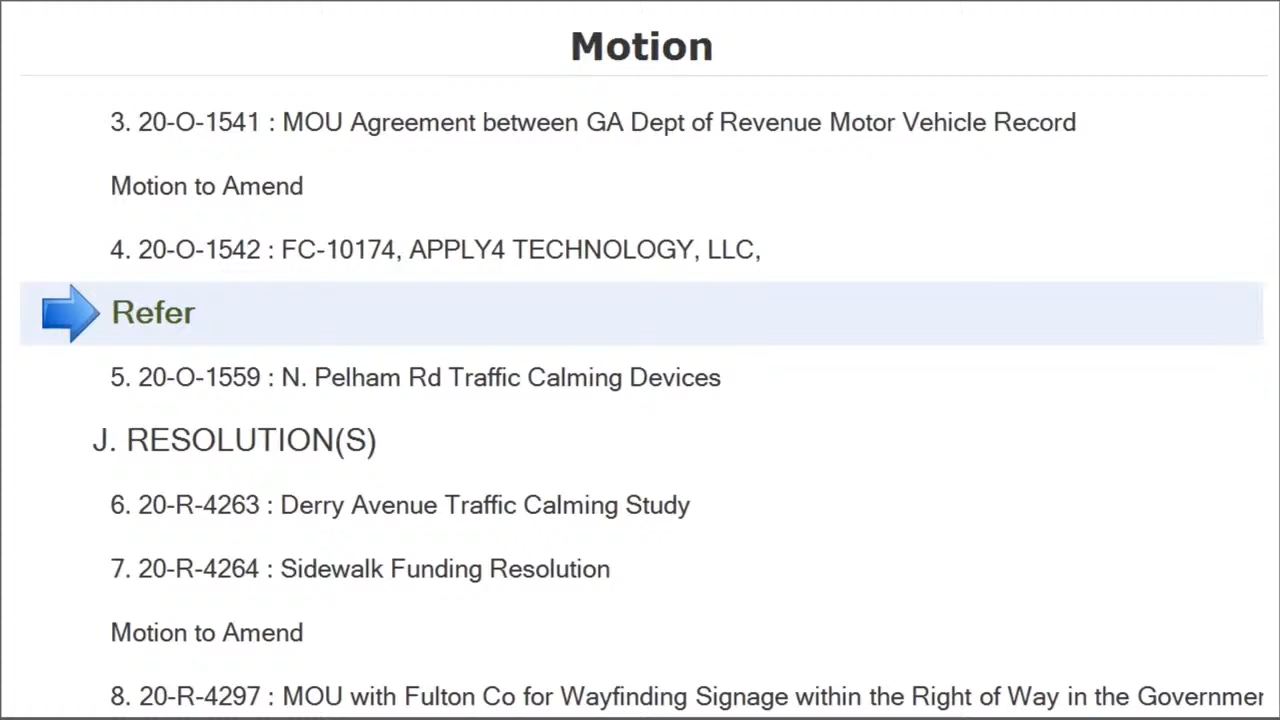 Motion
3. 20-O-1541 : MOU Agreement between GA Dept of Revenue Motor Vehicle Record
Motion to Amend
4. 20-O-1542 : FC-10174, APPLY4 TECHNOLOGY, LLC,
Refer
5. 20-O-1559 : N. Pelham Rd Traffic Calming Devices
J. RESOLUTION(S)
6. 20-R-4263 : Derry Avenue Traffic Calming Study
7. 20-R-4264 : Sidewalk Funding Resolution
Motion to Amend
8. 20-R-4297 : MOU with Fulton Co for Wayfinding Signage within the Right of Way in the